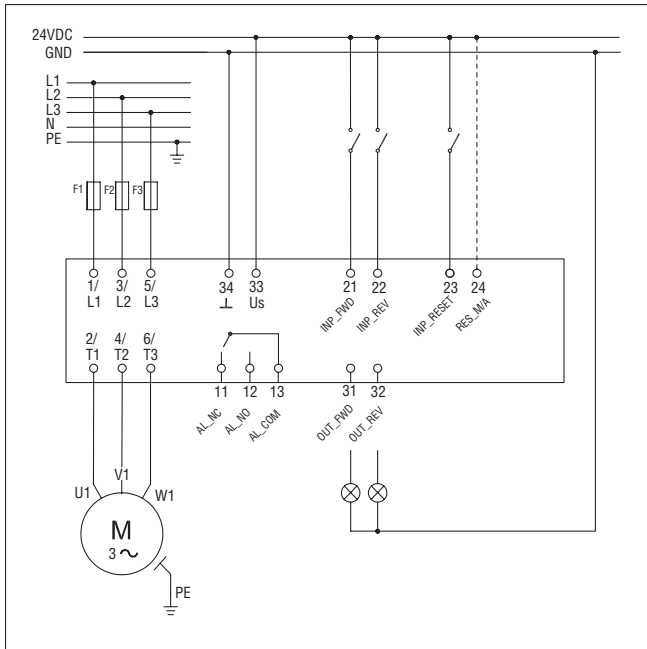 24VDC
GND
L1
L2
L3
N
PE
F1 F2 F3
1/ 3/ 5/ 34 33 21 22 23 24
L1 L2 L3 ⊥ Us
INP_FWD INP_REV INP_RESET RES_M/A
2/ 4/ 6/
T1 T2 T3
11 12 13 31 32
AL_NC AL_NO AL_COM OUT_FWD OUT_REV
U1 V1 W1
M
3 ~
PE